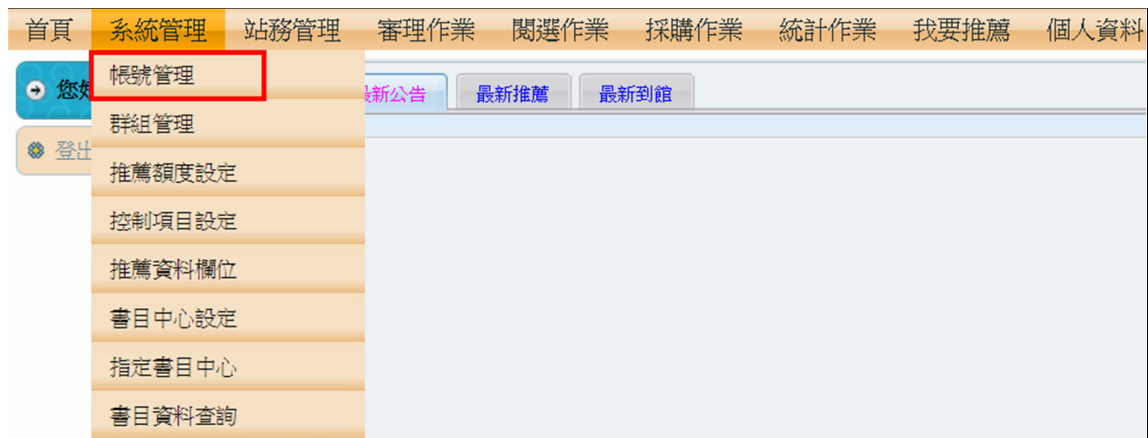 首頁 系統管理 站務管理 審理作業 閱選作業 採購作業 統計作業 我要推薦 個人資料
帳號管理
群組管理
推薦額度設定
控制項目設定
推薦資料欄位
書目中心設定
指定書目中心
書目資料查詢
您好
登出
最新公告 最新推薦 最新到館